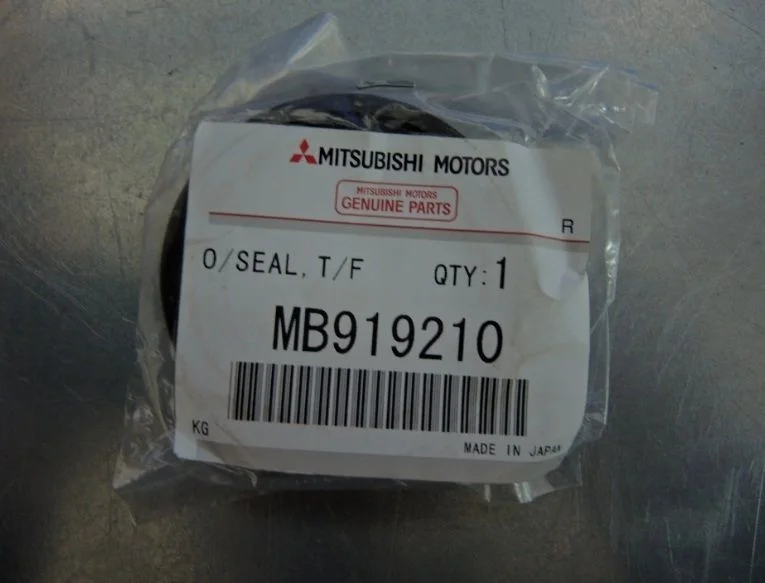 MITSUBISHI MOTORS
MITSUBISHI MOTORS
GENUINE PARTS
R
O/SEAL, T/F QTY:1
MB919210
KG
MADE IN JAPAN